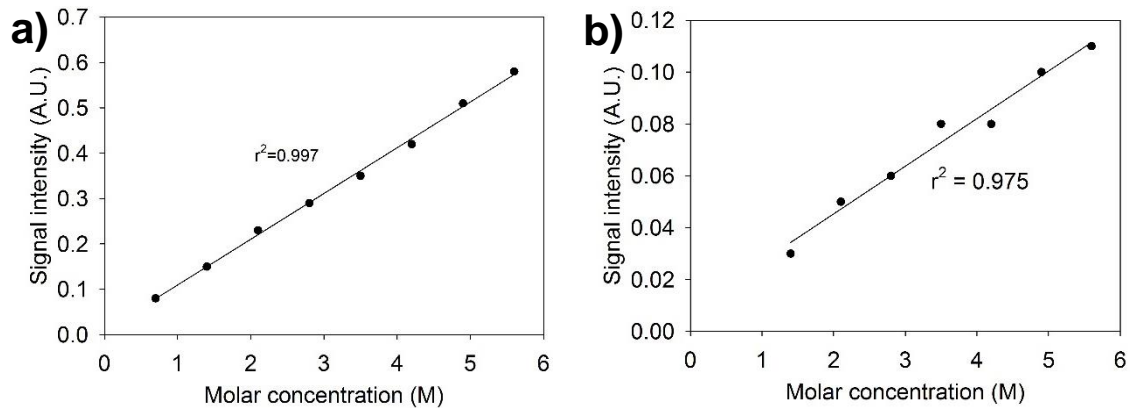 a)
0.7
0.6
0.5
0.4
0.3
0.2
0.1
0.0
Signal intensity (A.U.)
r²=0.997
0 1 2 3 4 5 6
Molar concentration (M)
b)
0.12
0.10
0.08
0.06
0.04
0.02
0.00
Signal intensity (A.U.)
r² = 0.975
0 1 2 3 4 5 6
Molar concentration (M)